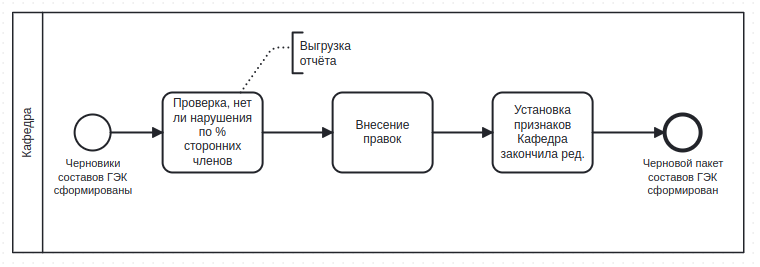 Кафедра
Выгрузка
отчёта
Проверка, нет
ли нарушения
по %
сторонних
членов
Внесение
правок
Установка
признаков
Кафедра
закончила ред.
Черновики
составов ГЭК
сформированы
Черновой пакет
составов ГЭК
сформирован